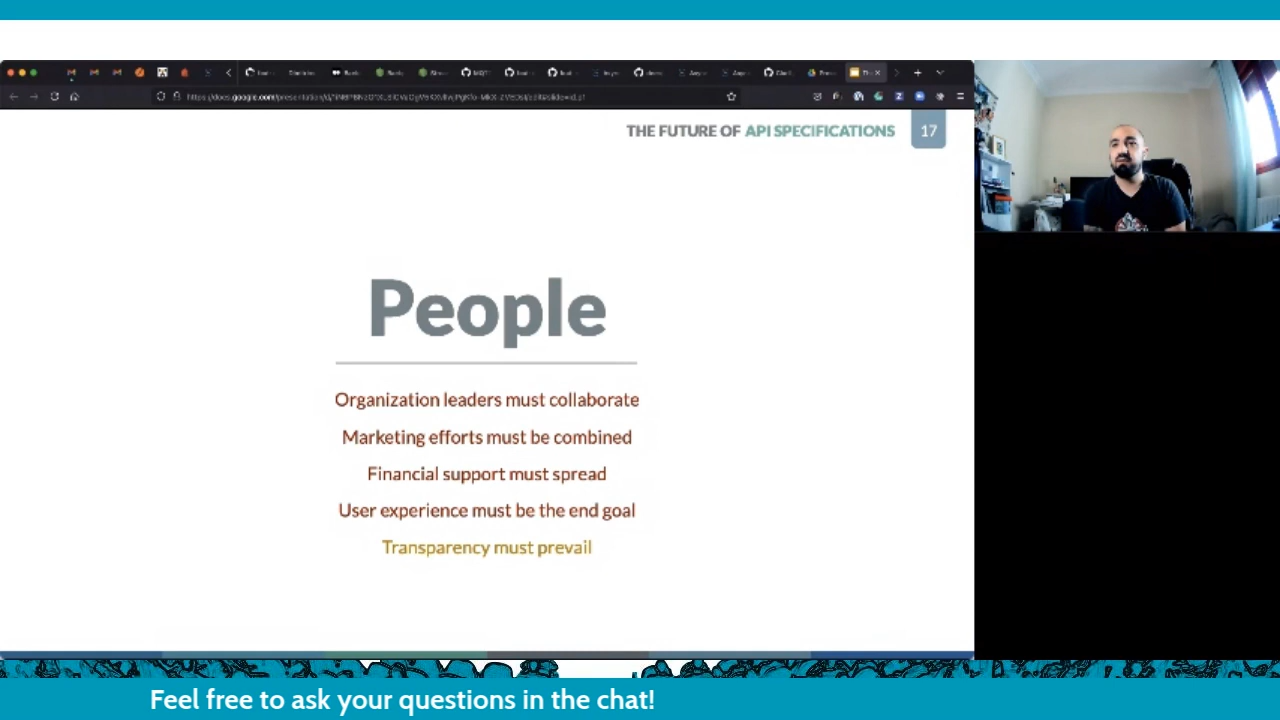 THE FUTURE OF API SPECIFICATIONS 17
People
Organization leaders must collaborate
Marketing efforts must be combined
Financial support must spread
User experience must be the end goal
Transparency must prevail
Feel free to ask your questions in the chat!